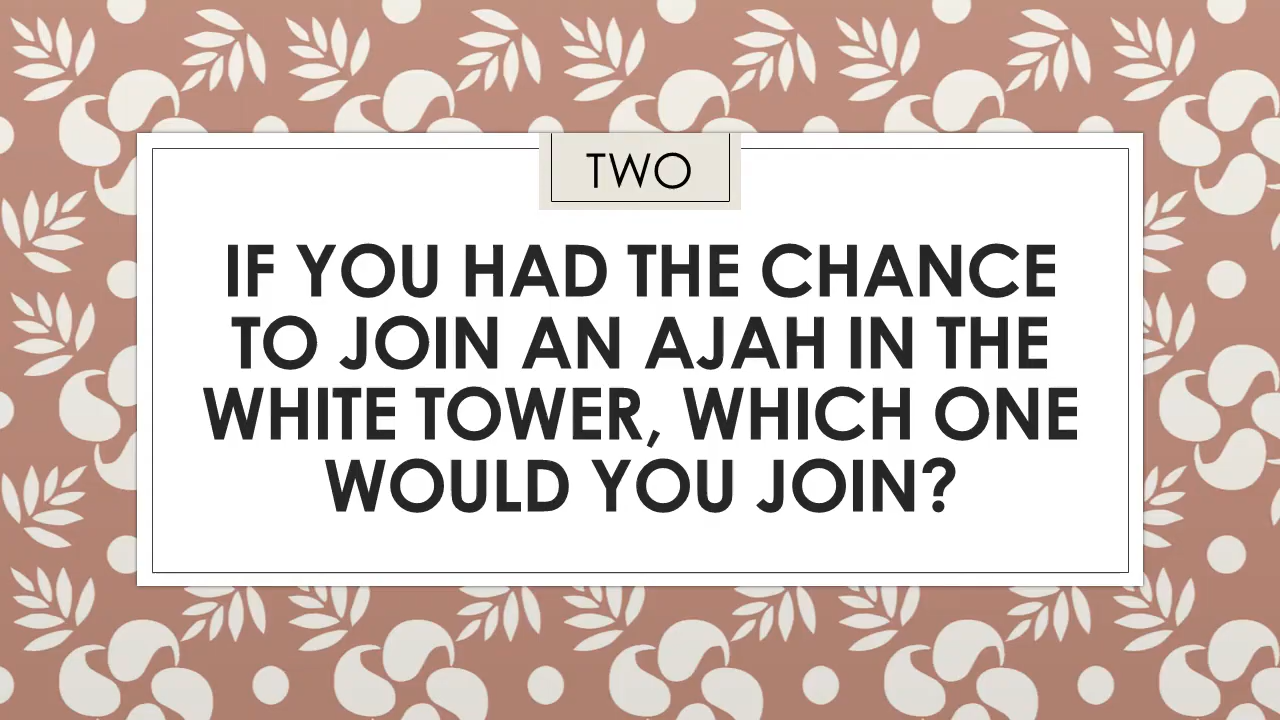 TWO
IF YOU HAD THE CHANCE
TO JOIN AN AJAH IN THE
WHITE TOWER, WHICH ONE
WOULD YOU JOIN?